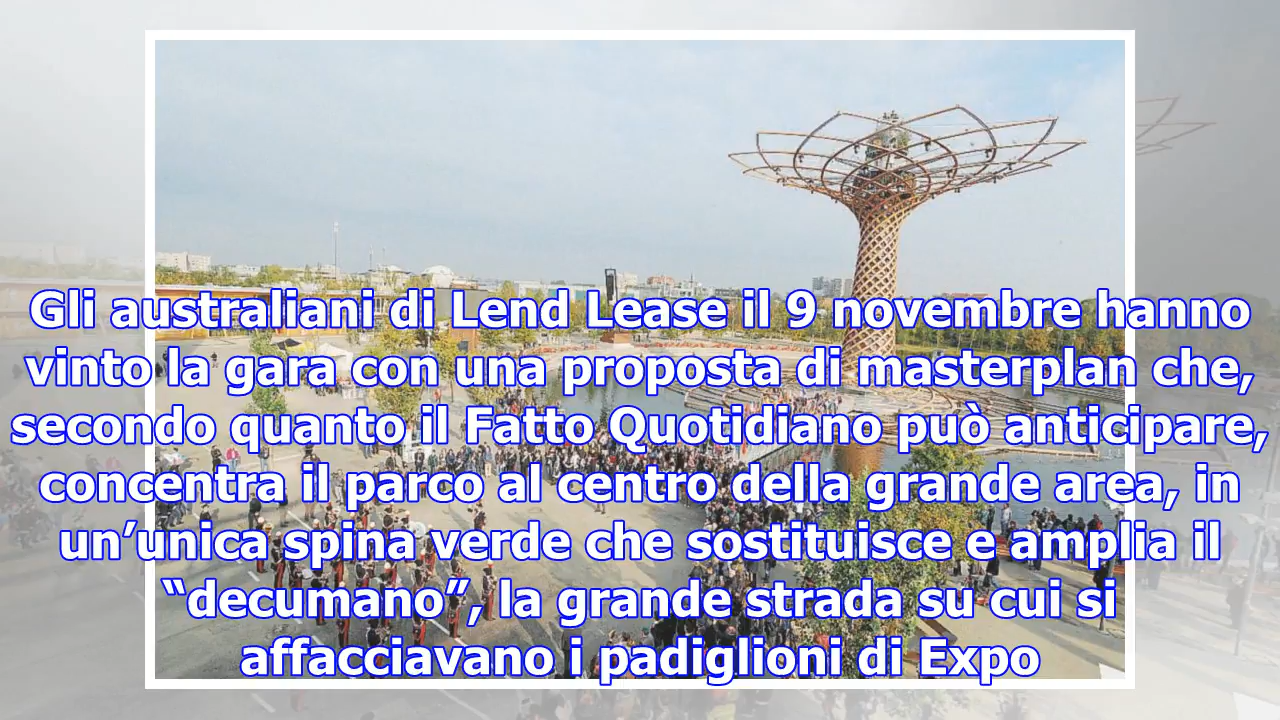 Gli australiani di Lend Lease il 9 novembre hanno
vinto la gara con una proposta di masterplan che,
secondo quanto il Fatto Quotidiano può anticipare,
concentra il parco al centro della grande area, in
un’unica spina verde che sostituisce e amplia il
“decumano”, la grande strada su cui si
affacciavano i padiglioni di Expo